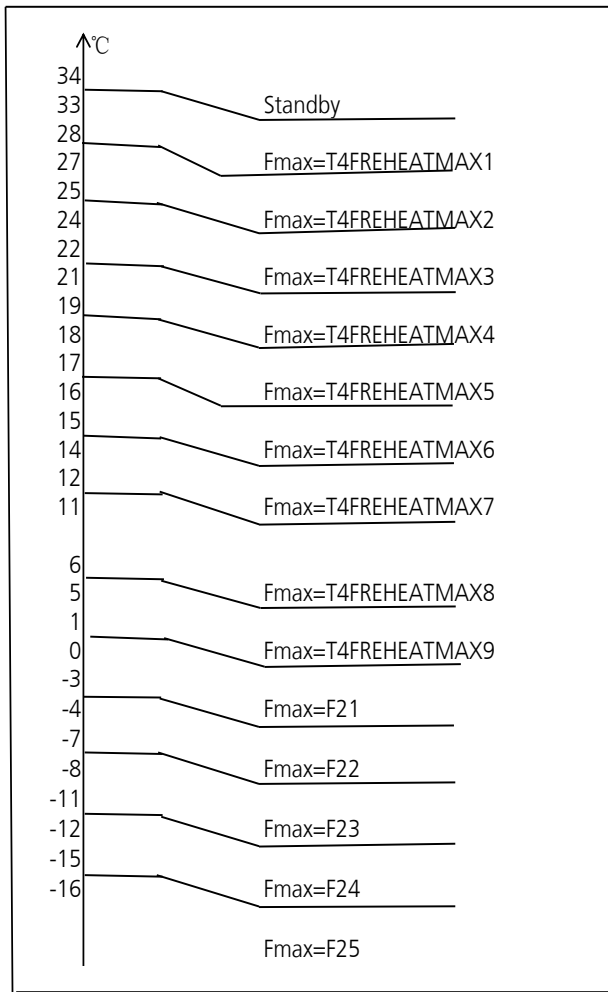 ℃
34
33 Standby
28
27 Fmax=T4FREHEATMAX1
25
24 Fmax=T4FREHEATMAX2
22
21 Fmax=T4FREHEATMAX3
19
18 Fmax=T4FREHEATMAX4
17
16 Fmax=T4FREHEATMAX5
15
14 Fmax=T4FREHEATMAX6
12
11 Fmax=T4FREHEATMAX7
6
5 Fmax=T4FREHEATMAX8
1
0 Fmax=T4FREHEATMAX9
-3
-4 Fmax=F21
-7
-8 Fmax=F22
-11
-12 Fmax=F23
-15
-16 Fmax=F24
Fmax=F25